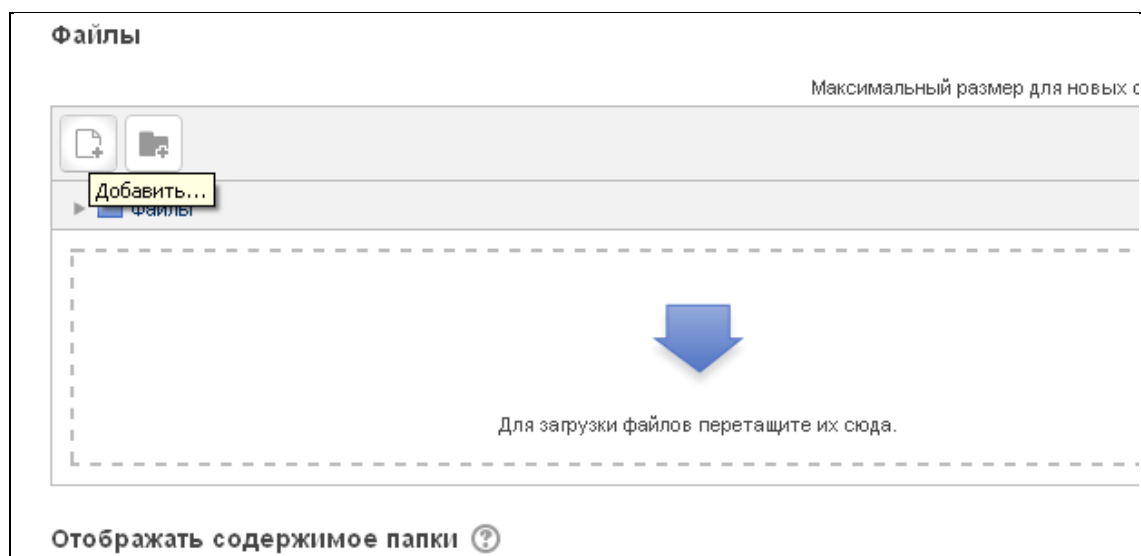 Файлы
Максимальный размер для новых
Добавить...
Файлы
Для загрузки файлов перетащите их сюда.
Отображать содержимое папки ?